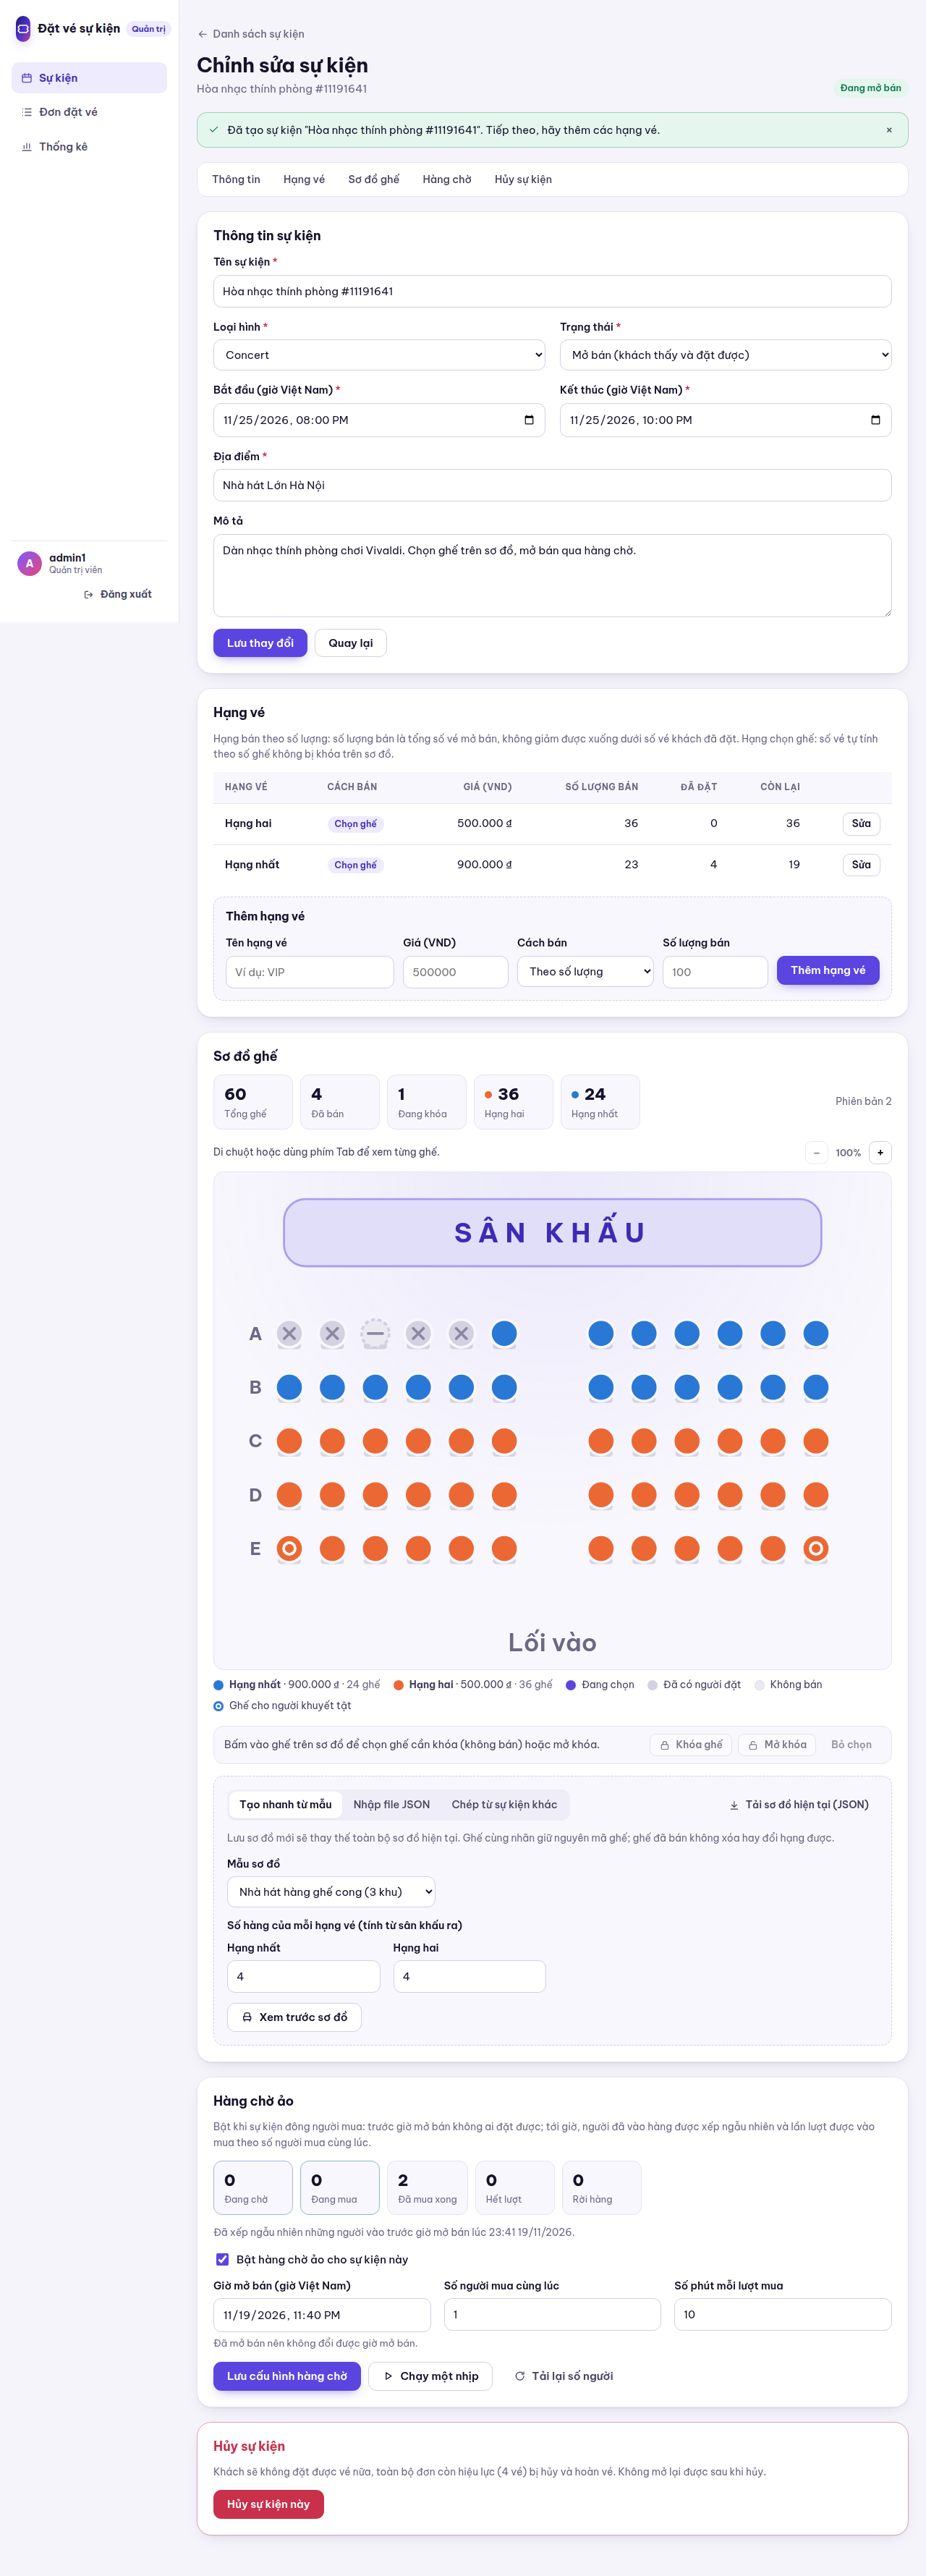 Đặt vé sự kiện Quản trị
Sự kiện
Đơn đặt vé
Thống kê
A admin1
Quản trị viên
Đăng xuất
Danh sách sự kiện
Chỉnh sửa sự kiện
Hòa nhạc thính phòng #11191641
Đang mở bán
Đã tạo sự kiện "Hòa nhạc thính phòng #11191641". Tiếp theo, hãy thêm các hạng vé. ×
Thông tin Hạng vé Sơ đồ ghế Hàng chờ Hủy sự kiện
Thông tin sự kiện
Tên sự kiện *
Hòa nhạc thính phòng #11191641
Loại hình * Trạng thái *
Concert Mở bán (khách thấy và đặt được)
Bắt đầu (giờ Việt Nam) * Kết thúc (giờ Việt Nam) *
11/25/2026, 08:00 PM 11/25/2026, 10:00 PM
Địa điểm *
Nhà hát Lớn Hà Nội
Mô tả
Dàn nhạc thính phòng chơi Vivaldi. Chọn ghế trên sơ đồ, mở bán qua hàng chờ.
Lưu thay đổi Quay lại
Hạng vé
Hạng bán theo số lượng: số lượng bán là tổng số vé mở bán, không giảm được xuống dưới số vé khách đã đặt. Hạng chọn ghế: số vé tự tính
theo số ghế không bị khóa trên sơ đồ.
HẠNG VÉ CÁCH BÁN GIÁ (VND) SỐ LƯỢNG BÁN ĐÃ ĐẶT CÒN LẠI
Hạng hai Chọn ghế 500.000 ₫ 36 0 36 Sửa
Hạng nhất Chọn ghế 900.000 ₫ 23 4 19 Sửa
Thêm hạng vé
Tên hạng vé Giá (VND) Cách bán Số lượng bán
Ví dụ: VIP 500000 Theo số lượng 100 Thêm hạng vé
Sơ đồ ghế
60 4 1 36 24
Tổng ghế Đã bán Đang khóa Hạng hai Hạng nhất
Phiên bản 2
Di chuột hoặc dùng phím Tab để xem từng ghế. − 100% +
SÂN KHẤU
A
B
C
D
E
Lối vào
Hạng nhất · 900.000 ₫ · 24 ghế Hạng hai · 500.000 ₫ · 36 ghế Đang chọn Đã có người đặt Không bán
Ghế cho người khuyết tật
Bấm vào ghế trên sơ đồ để chọn ghế cần khóa (không bán) hoặc mở khóa. Khóa ghế Mở khóa Bỏ chọn
Tạo nhanh từ mẫu Nhập file JSON Chép từ sự kiện khác Tải sơ đồ hiện tại (JSON)
Lưu sơ đồ mới sẽ thay thế toàn bộ sơ đồ hiện tại. Ghế cùng nhãn giữ nguyên mã ghế; ghế đã bán không xóa hay đổi hạng được.
Mẫu sơ đồ
Nhà hát hàng ghế cong (3 khu)
Số hàng của mỗi hạng vé (tính từ sân khấu ra)
Hạng nhất Hạng hai
4 4
Xem trước sơ đồ
Hàng chờ ảo
Bật khi sự kiện đông người mua: trước giờ mở bán không ai đặt được; tới giờ, người đã vào hàng được xếp ngẫu nhiên và lần lượt được vào
mua theo số người mua cùng lúc.
0 0 2 0 0
Đang chờ Đang mua Đã mua xong Hết lượt Rời hàng
Đã xếp ngẫu nhiên những người vào trước giờ mở bán lúc 23:41 19/11/2026.
Bật hàng chờ ảo cho sự kiện này
Giờ mở bán (giờ Việt Nam) Số người mua cùng lúc Số phút mỗi lượt mua
11/19/2026, 11:40 PM 1 10
Đã mở bán nên không đổi được giờ mở bán.
Lưu cấu hình hàng chờ Chạy một nhịp Tải lại số người
Hủy sự kiện
Khách sẽ không đặt được vé nữa, toàn bộ đơn còn hiệu lực (4 vé) bị hủy và hoàn vé. Không mở lại được sau khi hủy.
Hủy sự kiện này